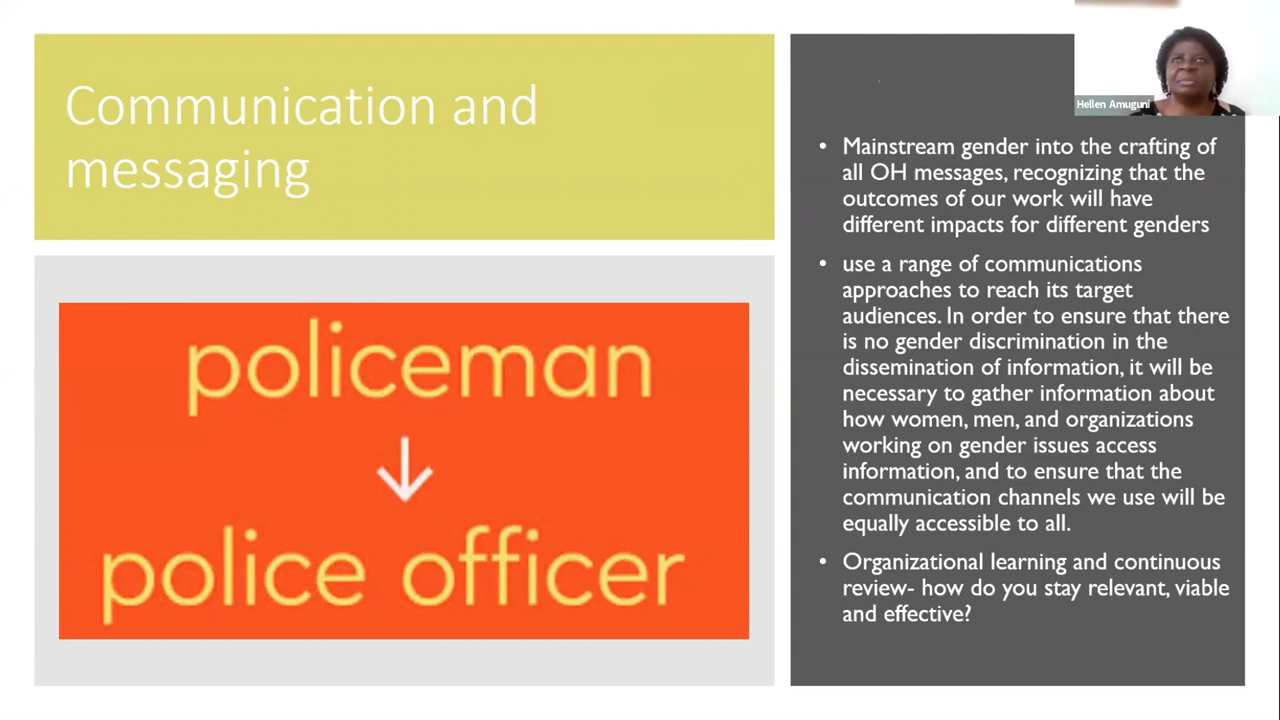 Communication and
messaging
policeman
↓
police officer
Hellen Amuguni
• Mainstream gender into the crafting of
all OH messages, recognizing that the
outcomes of our work will have
different impacts for different genders
• use a range of communications
approaches to reach its target
audiences. In order to ensure that there
is no gender discrimination in the
dissemination of information, it will be
necessary to gather information about
how women, men, and organizations
working on gender issues access
information, and to ensure that the
communication channels we use will be
equally accessible to all.
• Organizational learning and continuous
review- how do you stay relevant, viable
and effective?